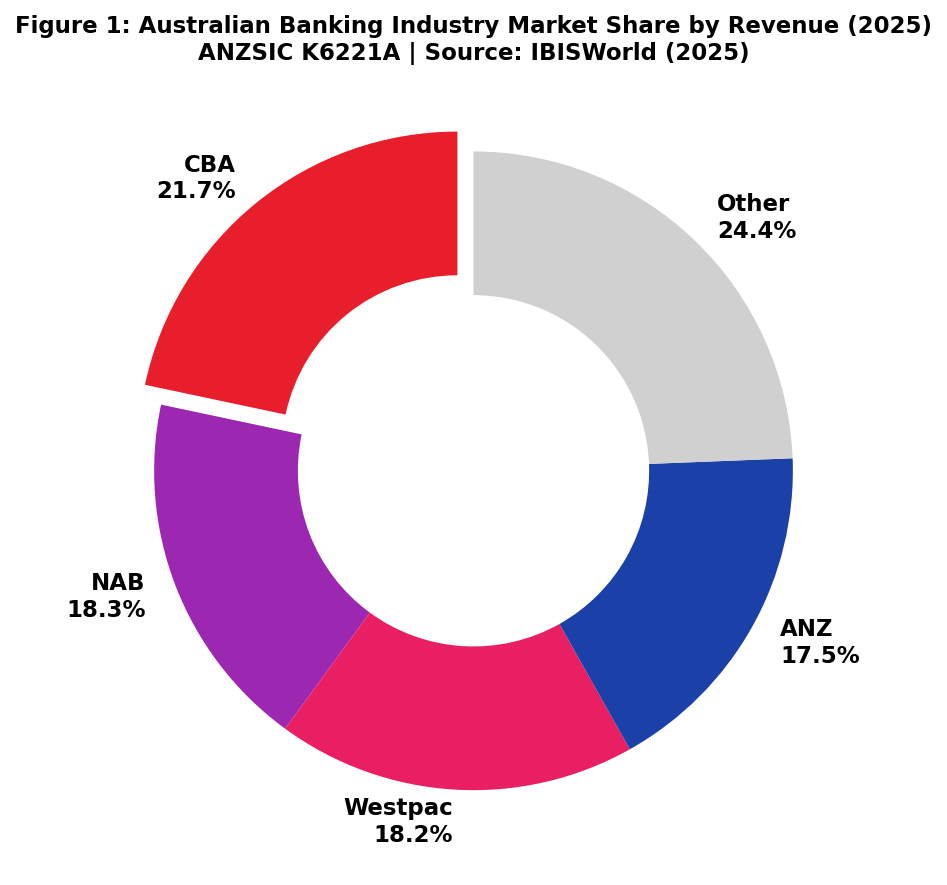 Figure 1: Australian Banking Industry Market Share by Revenue (2025)
ANZSIC K6221A | Source: IBISWorld (2025)
CBA
21.7%
Other
24.4%
NAB
18.3%
ANZ
17.5%
Westpac
18.2%